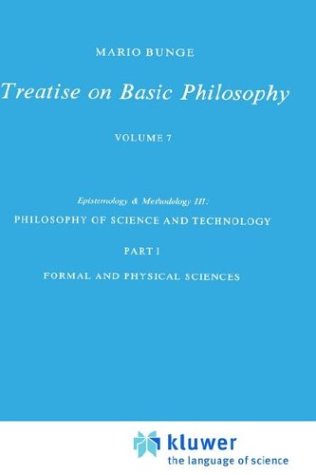 MARIO BUNGE
Treatise on Basic Philosophy
VOLUME 7
Epistemology & Methodology III:
PHILOSOPHY OF SCIENCE AND TECHNOLOGY
PART I
FORMAL AND PHYSICAL SCIENCES
kluwer
the language of science